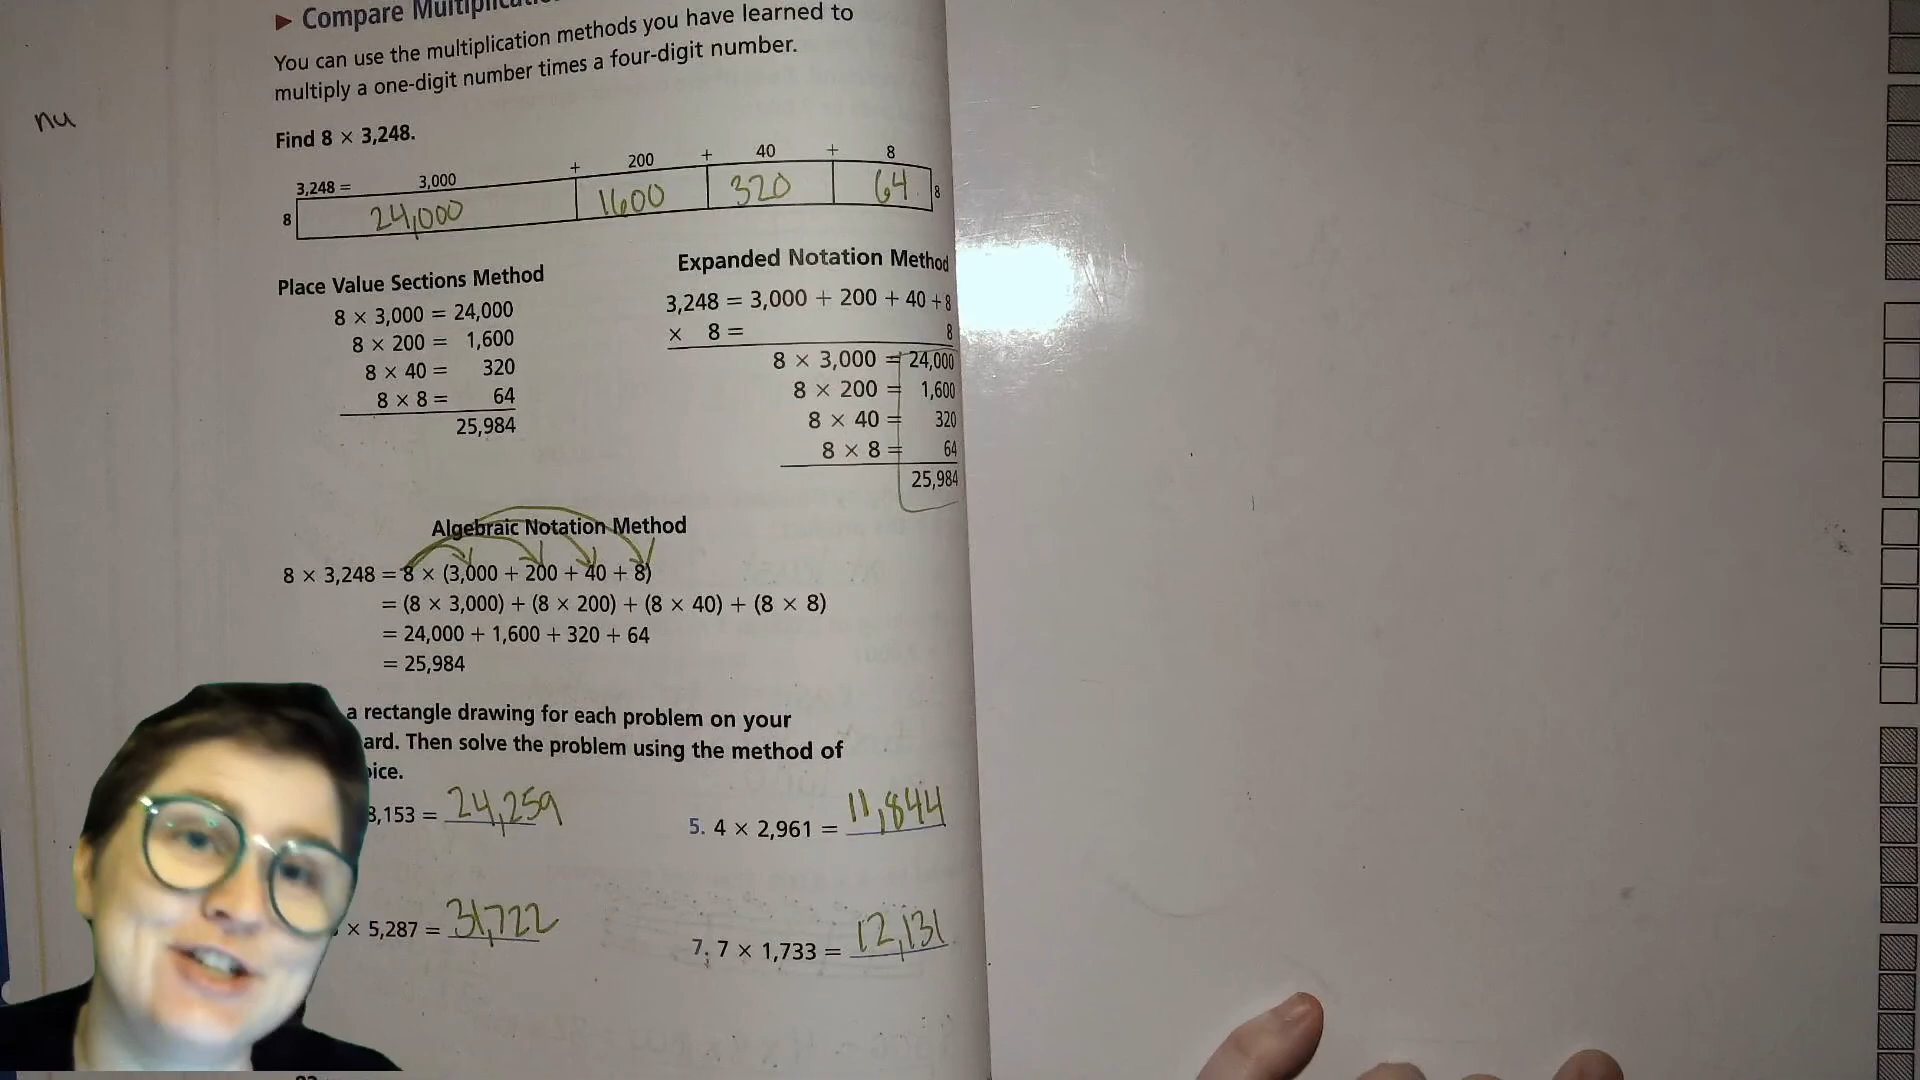 Compare
You can use the multiplication methods you have learned to
multiply a one-digit number times a four-digit number.
nu
Find 8 × 3,248.
3,248 = 3,000 + 200 + 40 + 8
8 24,000 1600 320 64 8
Place Value Sections Method
8 × 3,000 = 24,000
8 × 200 = 1,600
8 × 40 = 320
8 × 8 = 64
25,984
Expanded Notation Method
3,248 = 3,000 + 200 + 40 + 8
× 8 = 8
8 × 3,000 = 24,000
8 × 200 = 1,600
8 × 40 = 320
8 × 8 = 64
25,984
Algebraic Notation Method
8 × 3,248 = 8 × (3,000 + 200 + 40 + 8)
= (8 × 3,000) + (8 × 200) + (8 × 40) + (8 × 8)
= 24,000 + 1,600 + 320 + 64
= 25,984
a rectangle drawing for each problem on your
ard. Then solve the problem using the method of
ice.
3,153 = 24,259
5. 4 × 2,961 = 11,844
× 5,287 = 31,722
7. 7 × 1,733 = 12,131